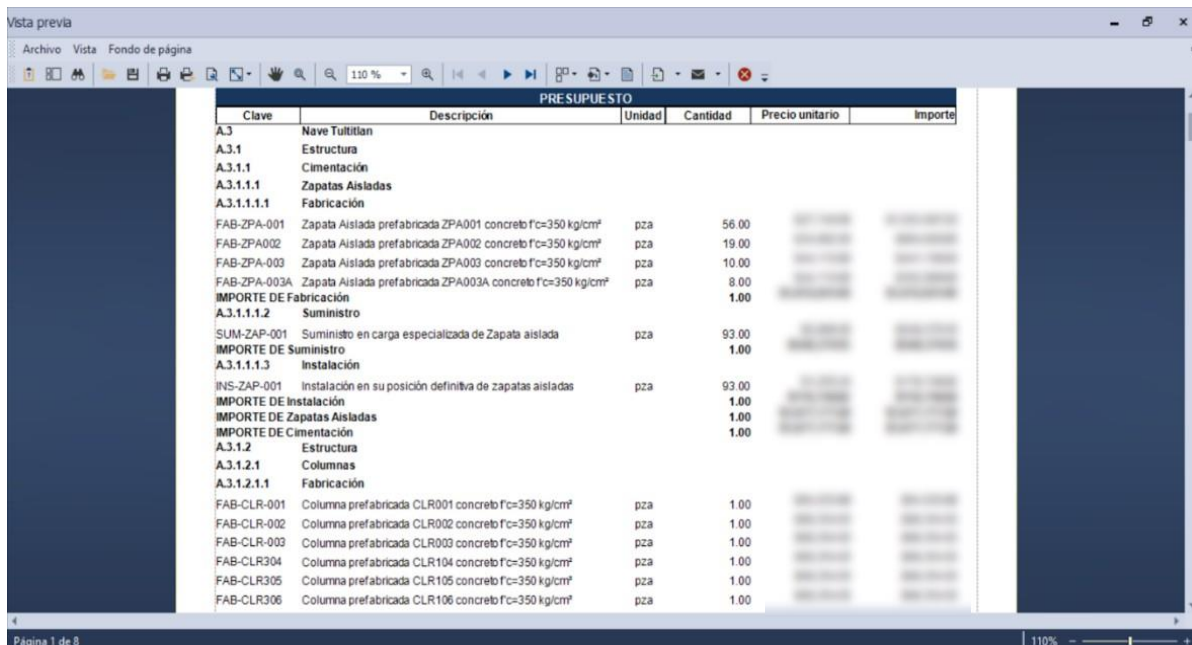 Vista previa
Archivo Vista Fondo de página
110 %
PRESUPUESTO
Clave Descripción Unidad Cantidad Precio unitario Importe
A.3 Nave Tultitlan
A.3.1 Estructura
A.3.1.1 Cimentación
A.3.1.1.1 Zapatas Aisladas
A.3.1.1.1.1 Fabricación
FAB-ZPA-001 Zapata Aislada prefabricada ZPA001 concreto f'c=350 kg/cm² pza 56.00
FAB-ZPA002 Zapata Aislada prefabricada ZPA002 concreto f'c=350 kg/cm² pza 19.00
FAB-ZPA-003 Zapata Aislada prefabricada ZPA003 concreto f'c=350 kg/cm² pza 10.00
FAB-ZPA-003A Zapata Aislada prefabricada ZPA003A concreto f'c=350 kg/cm² pza 8.00
IMPORTE DE Fabricación 1.00
A.3.1.1.1.2 Suministro
SUM-ZAP-001 Suministro en carga especializada de Zapata aislada pza 93.00
IMPORTE DE Suministro 1.00
A.3.1.1.1.3 Instalación
INS-ZAP-001 Instalación en su posición definitiva de zapatas aisladas pza 93.00
IMPORTE DE Instalación 1.00
IMPORTE DE Zapatas Aisladas 1.00
IMPORTE DE Cimentación 1.00
A.3.1.2 Estructura
A.3.1.2.1 Columnas
A.3.1.2.1.1 Fabricación
FAB-CLR-001 Columna prefabricada CLR001 concreto f'c=350 kg/cm² pza 1.00
FAB-CLR-002 Columna prefabricada CLR002 concreto f'c=350 kg/cm² pza 1.00
FAB-CLR-003 Columna prefabricada CLR003 concreto f'c=350 kg/cm² pza 1.00
FAB-CLR304 Columna prefabricada CLR104 concreto f'c=350 kg/cm² pza 1.00
FAB-CLR305 Columna prefabricada CLR105 concreto f'c=350 kg/cm² pza 1.00
FAB-CLR306 Columna prefabricada CLR106 concreto f'c=350 kg/cm² pza 1.00
Página 1 de 8 110%